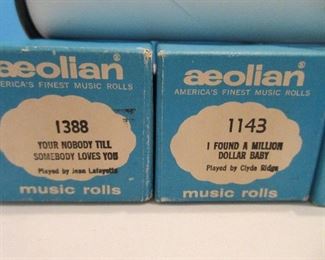 aeolian®
AMERICA'S FINEST MUSIC ROLLS
1388
YOUR NOBODY TILL
SOMEBODY LOVES YOU
Played by Jean Lafayette
music rolls
aeolian®
AMERICA'S FINEST MUSIC ROLLS
1143
I FOUND A MILLION
DOLLAR BABY
Played by Clyde Ridge
music rolls